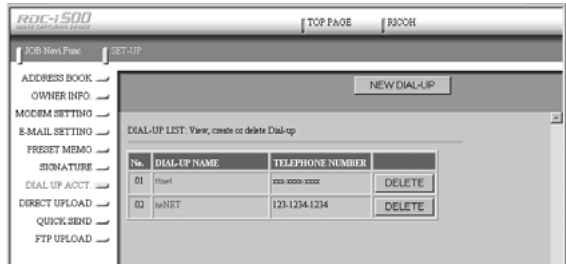 RDC-i500
IMAGE CAPTURING DEVICE
TOP PAGE
RICOH
JOB Navi Func.
SET-UP
ADDRESS BOOK
OWNER INFO.
MODEM SETTING
E-MAIL SETTING
PRESET MEMO
SIGNATURE
DIAL UP ACCT.
DIRECT UPLOAD
QUICK SEND
FTP UPLOAD
NEW DIAL-UP
DIAL-UP LIST: View, create or delete Dial-up
No. DIAL-UP NAME TELEPHONE NUMBER
01 ttnet xxx-xxxx-xxxx DELETE
02 neNET 123-1234-1234 DELETE